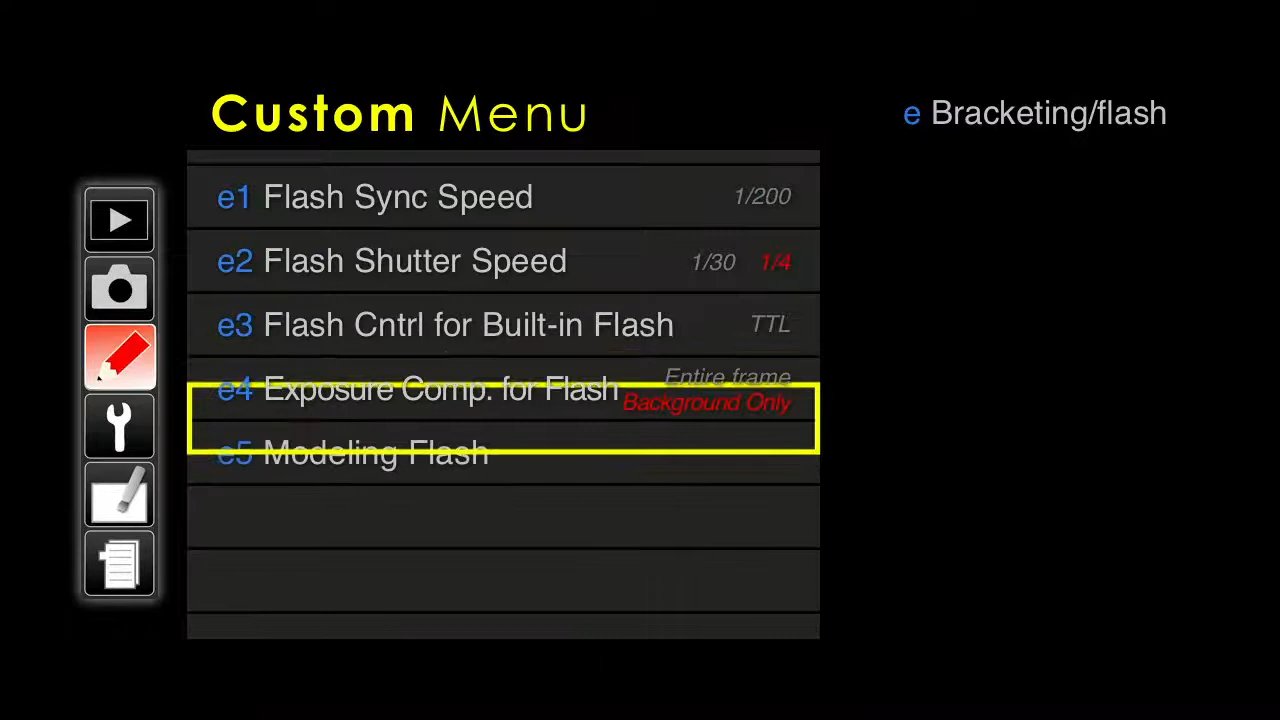 Custom Menu
e Bracketing/flash
e1 Flash Sync Speed 1/200
e2 Flash Shutter Speed 1/30 1/4
e3 Flash Cntrl for Built-in Flash TTL
e4 Exposure Comp. for Flash Entire frame
Background Only
e5 Modeling Flash